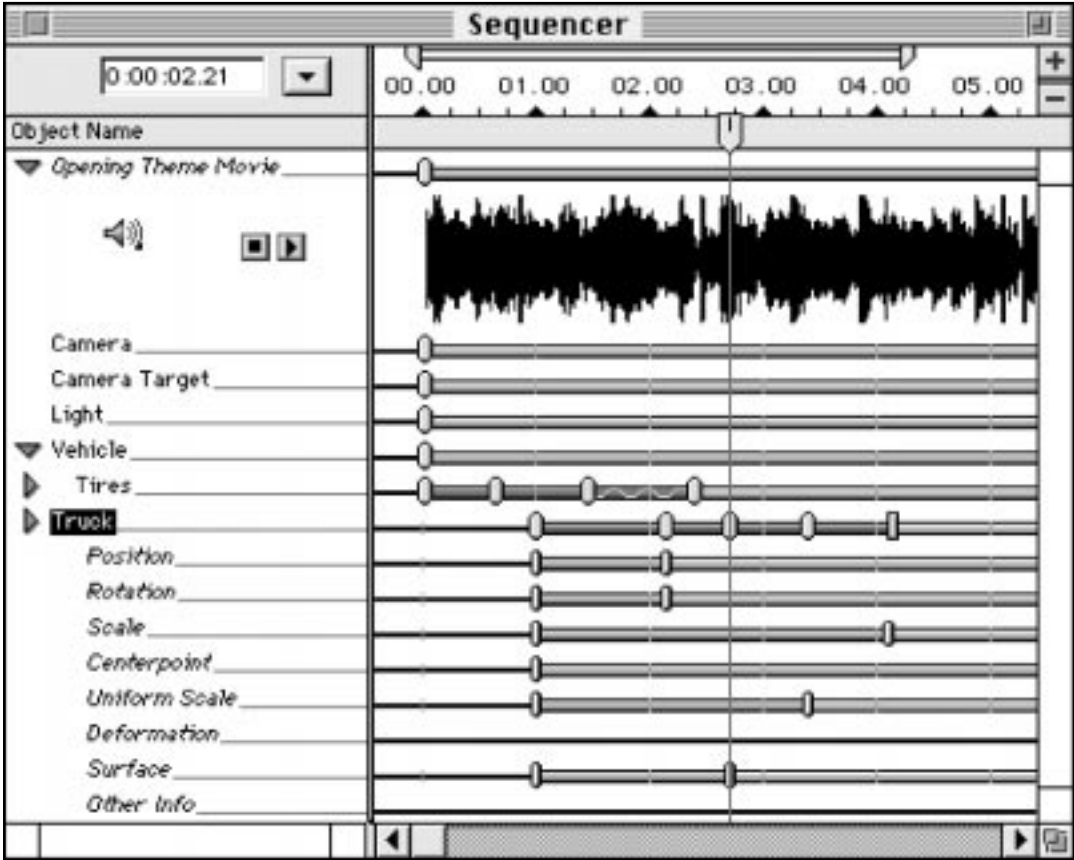 Sequencer
0:00:02.21
00.00 01.00 02.00 03.00 04.00 05.00
Object Name
Opening Theme Movie
Camera
Camera Target
Light
Vehicle
Tires
Truck
Position
Rotation
Scale
Centerpoint
Uniform Scale
Deformation
Surface
Other Info